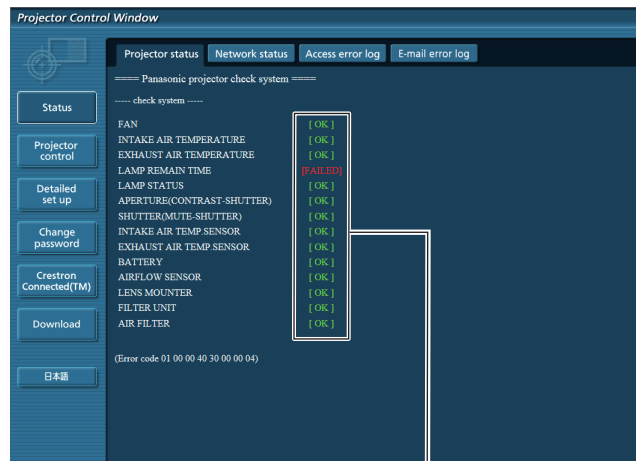 Projector Control Window
Projector status Network status Access error log E-mail error log
==== Panasonic projector check system ====
----- check system -----
FAN [ OK ]
INTAKE AIR TEMPERATURE [ OK ]
EXHAUST AIR TEMPERATURE [ OK ]
LAMP REMAIN TIME [FAILED]
LAMP STATUS [ OK ]
APERTURE(CONTRAST-SHUTTER) [ OK ]
SHUTTER(MUTE-SHUTTER) [ OK ]
INTAKE AIR TEMP.SENSOR [ OK ]
EXHAUST AIR TEMP.SENSOR [ OK ]
BATTERY [ OK ]
AIRFLOW SENSOR [ OK ]
LENS MOUNTER [ OK ]
FILTER UNIT [ OK ]
AIR FILTER [ OK ]
(Error code 01 00 00 40 30 00 00 04)
Status
Projector
control
Detailed
set up
Change
password
Crestron
Connected(TM)
Download
日本語